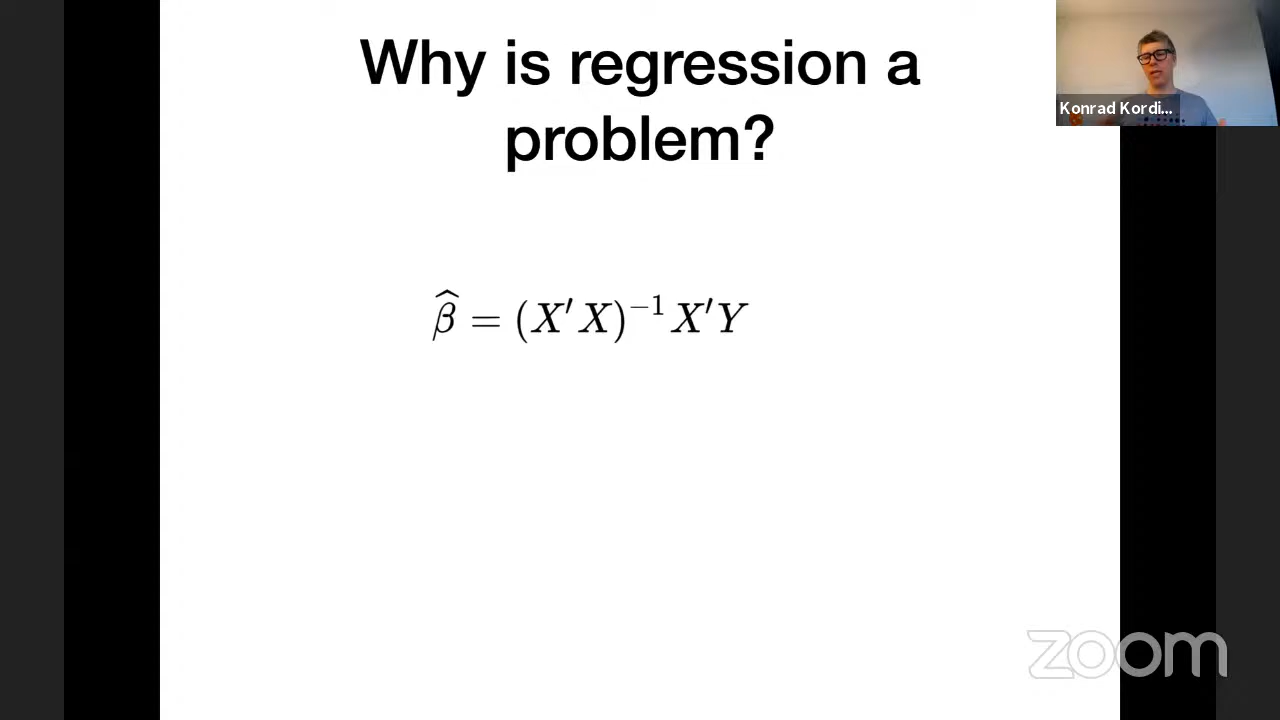 Why is regression a
problem?
Konrad Kordi...
β̂ = (X′X)⁻¹X′Y
zoom